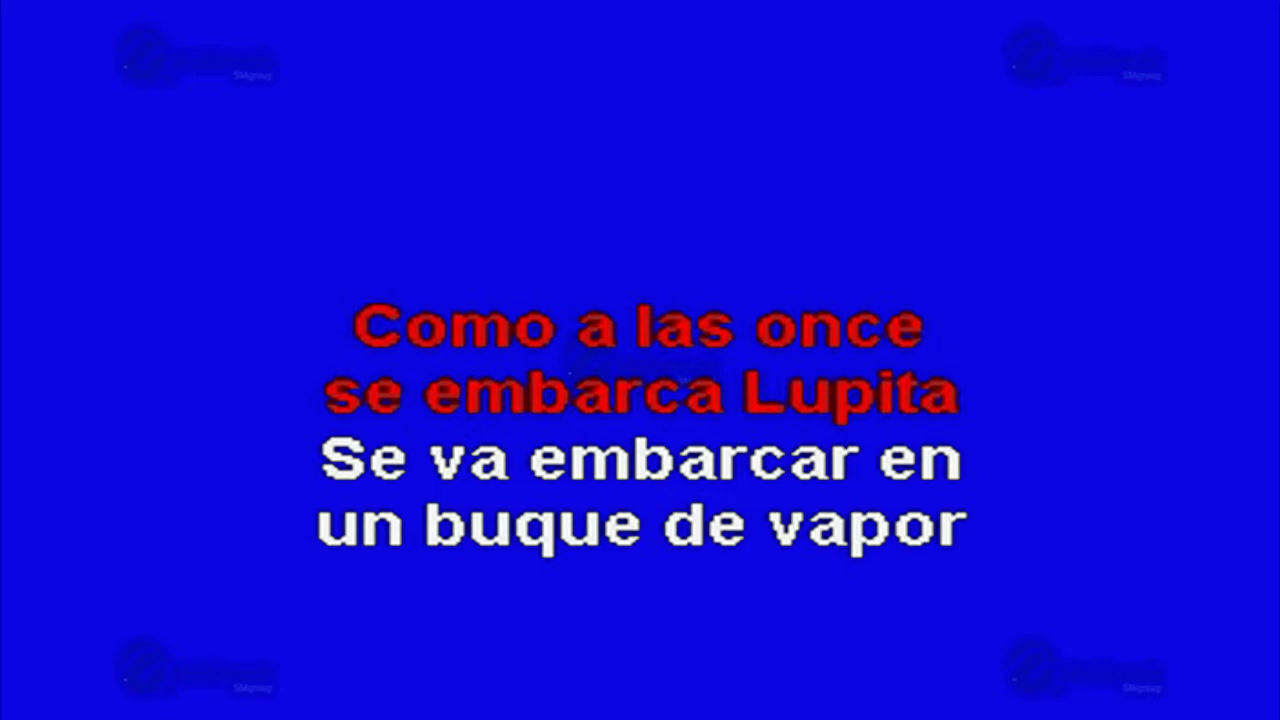 Como a las once
se embarca Lupita
Se va embarcar en
un buque de vapor